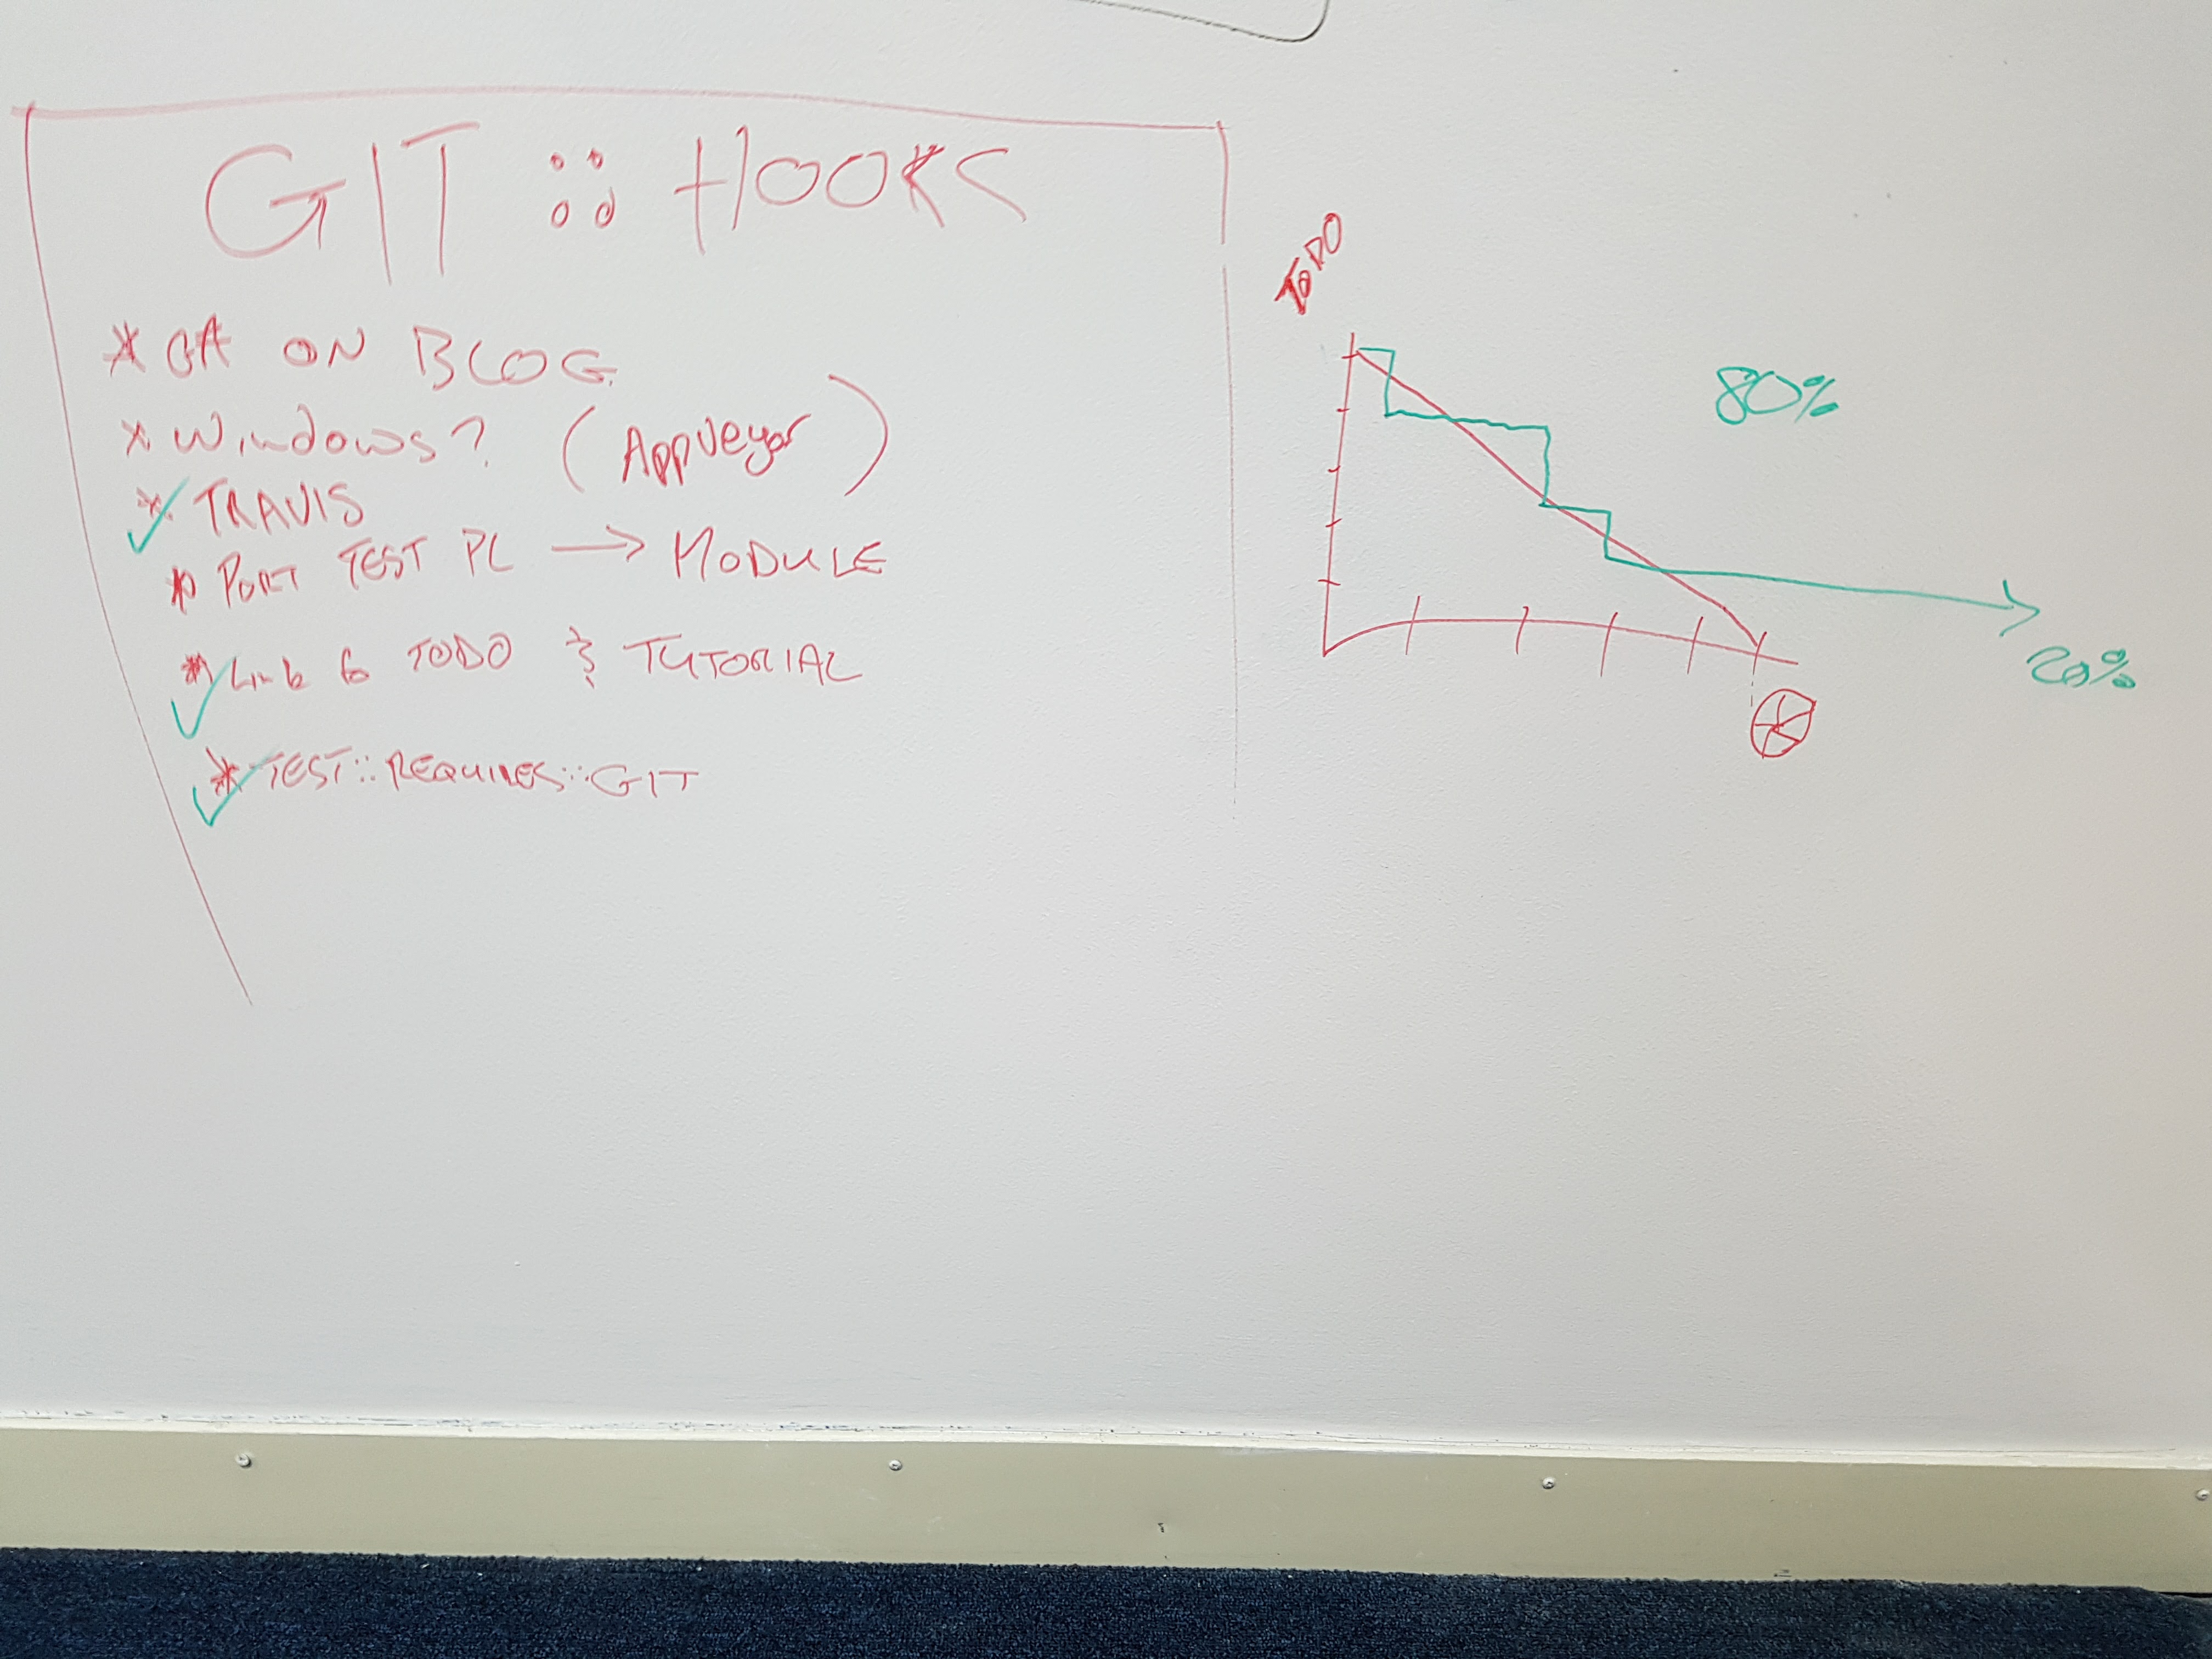 GIT :: HOOKS
* GA ON BLOG
* Windows? (AppVeyor)
* TRAVIS
* PORT TEST PL → MODULE
* Link to TODO & TUTORIAL
* TEST::REQUIRES::GIT
TODO
80%
20%